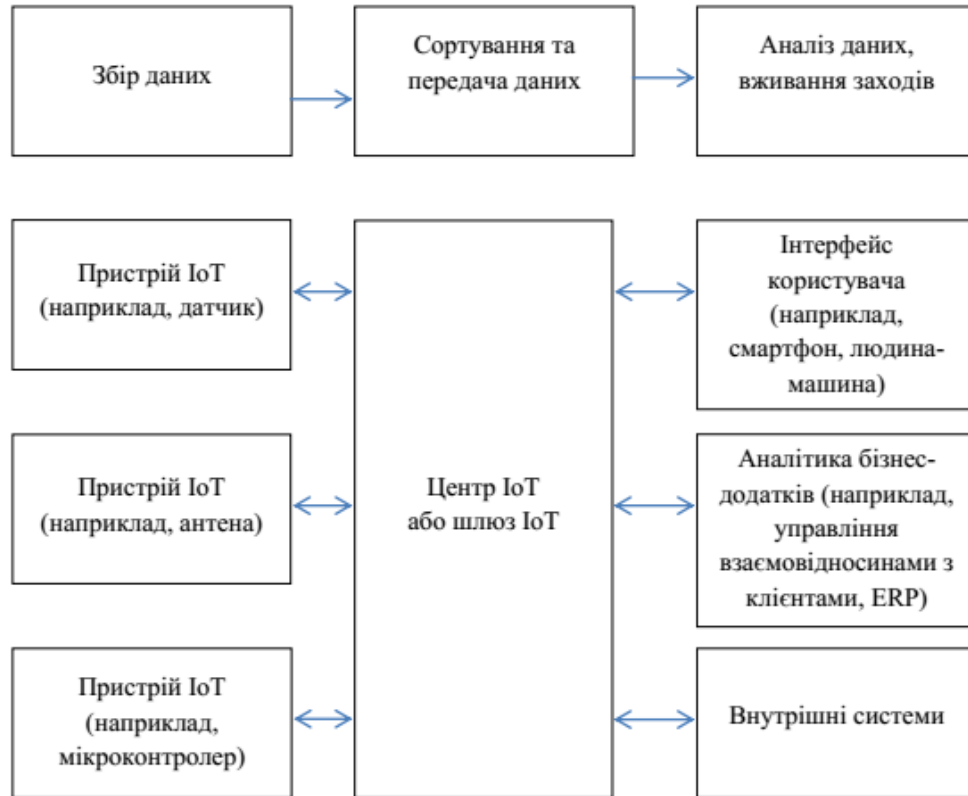 Збір даних
Сортування та
передача даних
Аналіз даних,
вживання заходів
Пристрій IoT
(наприклад, датчик)
Інтерфейс
користувача
(наприклад,
смартфон, людина-
машина)
Пристрій IoT
(наприклад, антена)
Центр IoT
або шлюз IoT
Аналітика бізнес-
додатків (наприклад,
управління
взаємовідносинами з
клієнтами, ERP)
Пристрій IoT
(наприклад,
мікроконтролер)
Внутрішні системи